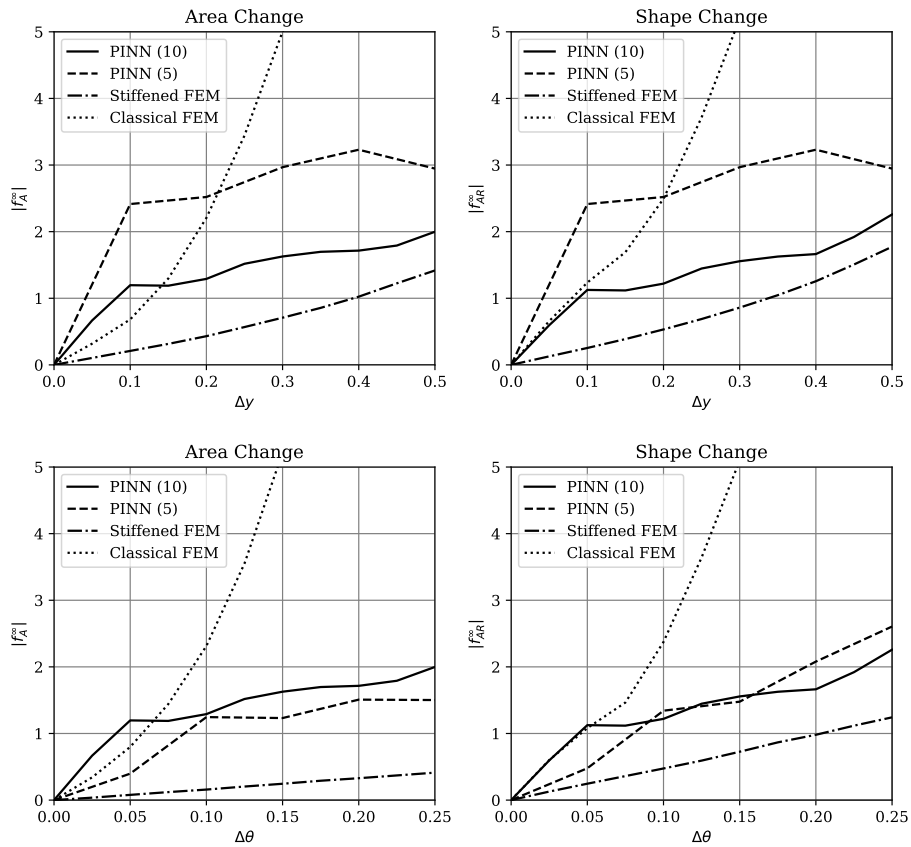 Area Change
5
4
3
2
1
0
|f_A^∞|
PINN (10)
PINN (5)
Stiffened FEM
Classical FEM
0.0 0.1 0.2 0.3 0.4 0.5
Δy
Shape Change
5
4
3
2
1
0
|f_AR^∞|
PINN (10)
PINN (5)
Stiffened FEM
Classical FEM
0.0 0.1 0.2 0.3 0.4 0.5
Δy
Area Change
5
4
3
2
1
0
|f_A^∞|
PINN (10)
PINN (5)
Stiffened FEM
Classical FEM
0.00 0.05 0.10 0.15 0.20 0.25
Δθ
Shape Change
5
4
3
2
1
0
|f_AR^∞|
PINN (10)
PINN (5)
Stiffened FEM
Classical FEM
0.00 0.05 0.10 0.15 0.20 0.25
Δθ